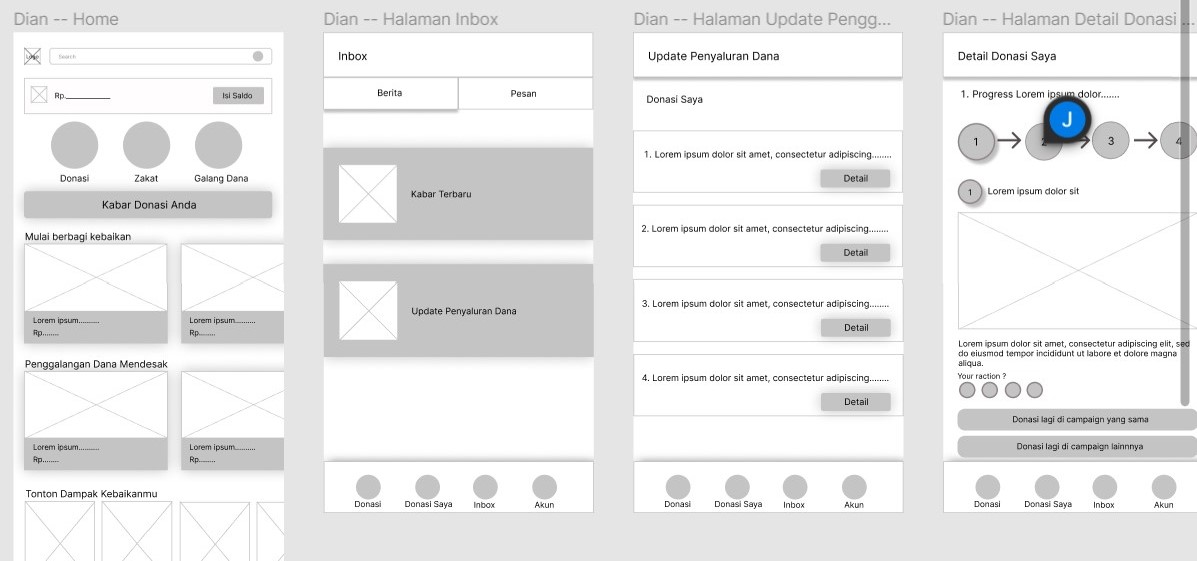 Dian -- Home
Logo
Search
Rp.__________
Isi Saldo
Donasi
Zakat
Galang Dana
Kabar Donasi Anda
Mulai berbagi kebaikan
Lorem ipsum..........
Rp........
Lorem ipsum..........
Rp........
Penggalangan Dana Mendesak
Lorem ipsum..........
Rp........
Lorem ipsum..........
Rp........
Tonton Dampak Kebaikanmu
Dian -- Halaman Inbox
Inbox
Berita
Pesan
Kabar Terbaru
Update Penyaluran Dana
Donasi
Donasi Saya
Inbox
Akun
Dian -- Halaman Update Pengg...
Update Penyaluran Dana
Donasi Saya
1. Lorem ipsum dolor sit amet, consectetur adipiscing........
Detail
2. Lorem ipsum dolor sit amet, consectetur adipiscing........
Detail
3. Lorem ipsum dolor sit amet, consectetur adipiscing........
Detail
4. Lorem ipsum dolor sit amet, consectetur adipiscing........
Detail
Donasi
Donasi Saya
Inbox
Akun
Dian -- Halaman Detail Donasi ...
Detail Donasi Saya
1. Progress Lorem ipsum dolor.......
J
1
2
3
4
1
Lorem ipsum dolor sit
Lorem ipsum dolor sit amet, consectetur adipiscing elit, sed
do eiusmod tempor incididunt ut labore et dolore magna
aliqua.
Your raction ?
Donasi lagi di campaign yang sama
Donasi lagi di campaign lainnnya
Donasi
Donasi Saya
Inbox
Akun